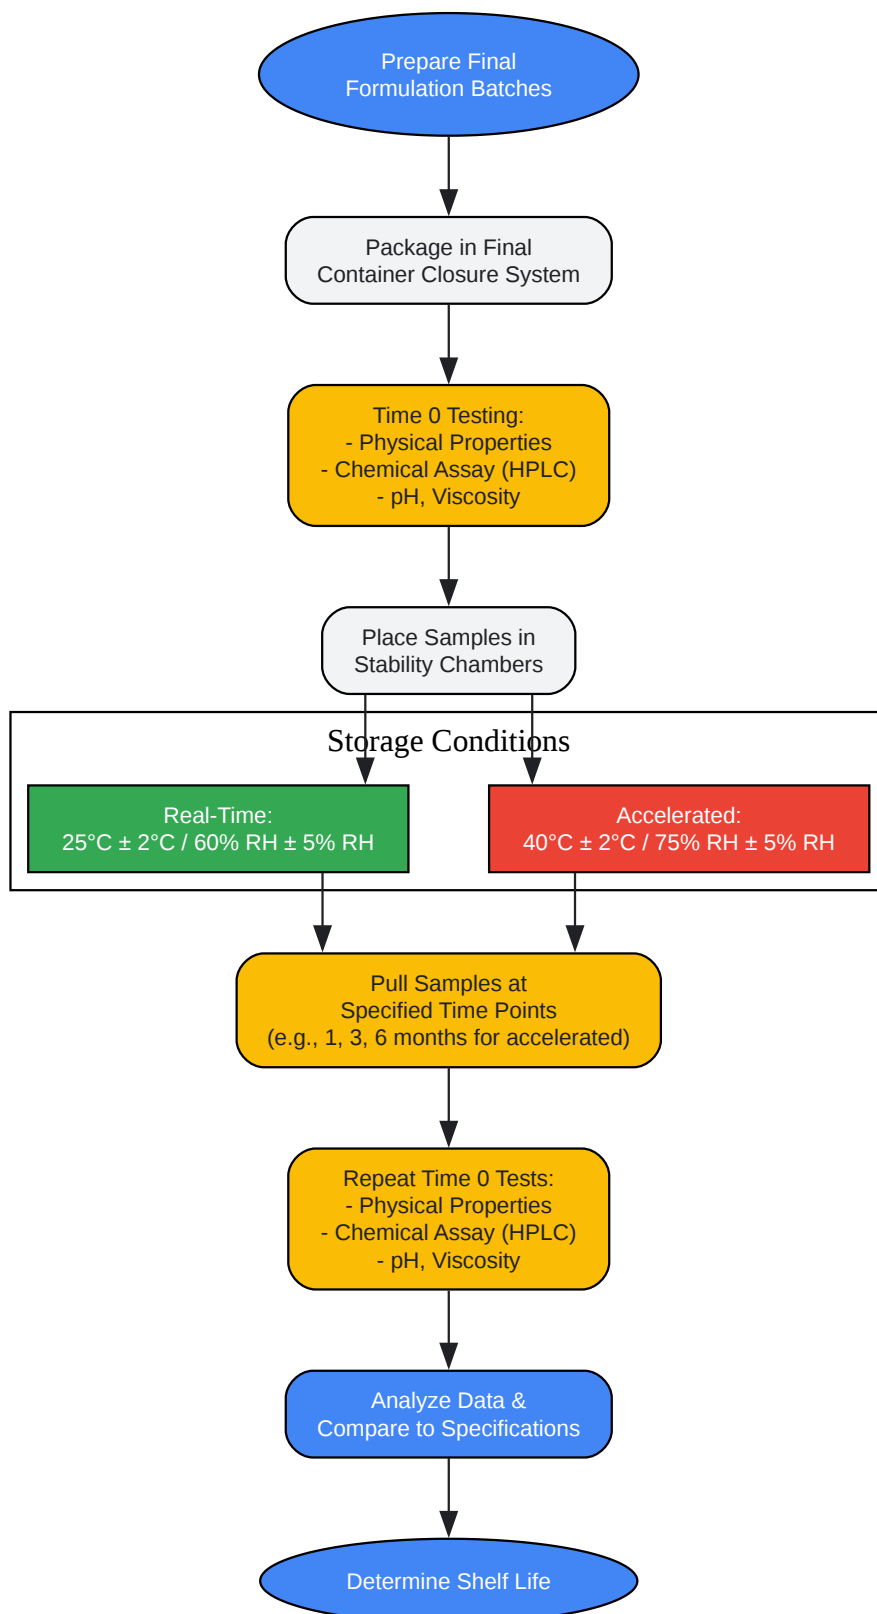 Prepare Final
Formulation Batches
Package in Final
Container Closure System
Time 0 Testing:
- Physical Properties
- Chemical Assay (HPLC)
- pH, Viscosity
Place Samples in
Stability Chambers
Storage Conditions
Real-Time:
25°C ± 2°C / 60% RH ± 5% RH
Accelerated:
40°C ± 2°C / 75% RH ± 5% RH
Pull Samples at
Specified Time Points
(e.g., 1, 3, 6 months for accelerated)
Repeat Time 0 Tests:
- Physical Properties
- Chemical Assay (HPLC)
- pH, Viscosity
Analyze Data &
Compare to Specifications
Determine Shelf Life